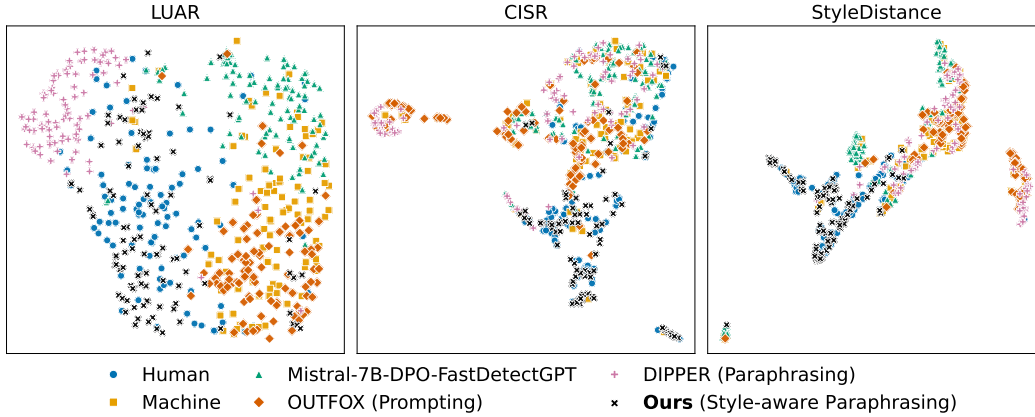 LUAR CISR StyleDistance
Human Mistral-7B-DPO-FastDetectGPT DIPPER (Paraphrasing)
Machine OUTFOX (Prompting) Ours (Style-aware Paraphrasing)